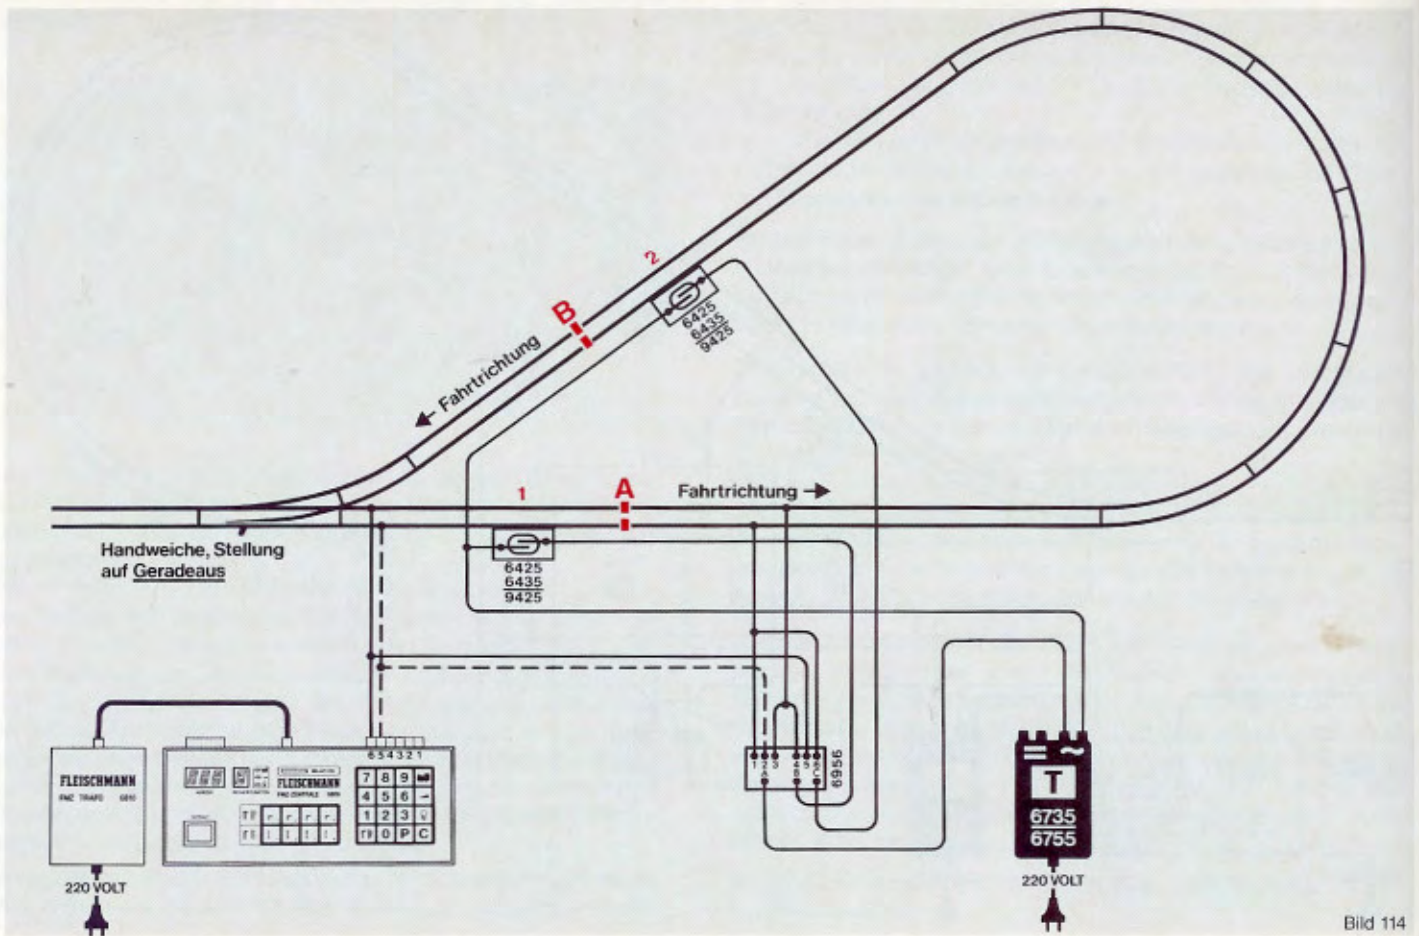 2
B
6425
6435
9425
Fahrtrichtung
1
A
Fahrtrichtung
Handweiche, Stellung
auf Geradeaus
6425
6435
9425
6 5 4 3 2 1
FLEISCHMANN
FMZ TRAFO 6810
FLEISCHMANN
FMZ CENTRALE
7 8 9
4 5 6
1 2 3
0 P C
220 VOLT
1 2 3 4 5 6
A B C
6956
= ~
T
6735
6755
220 VOLT
Bild 114